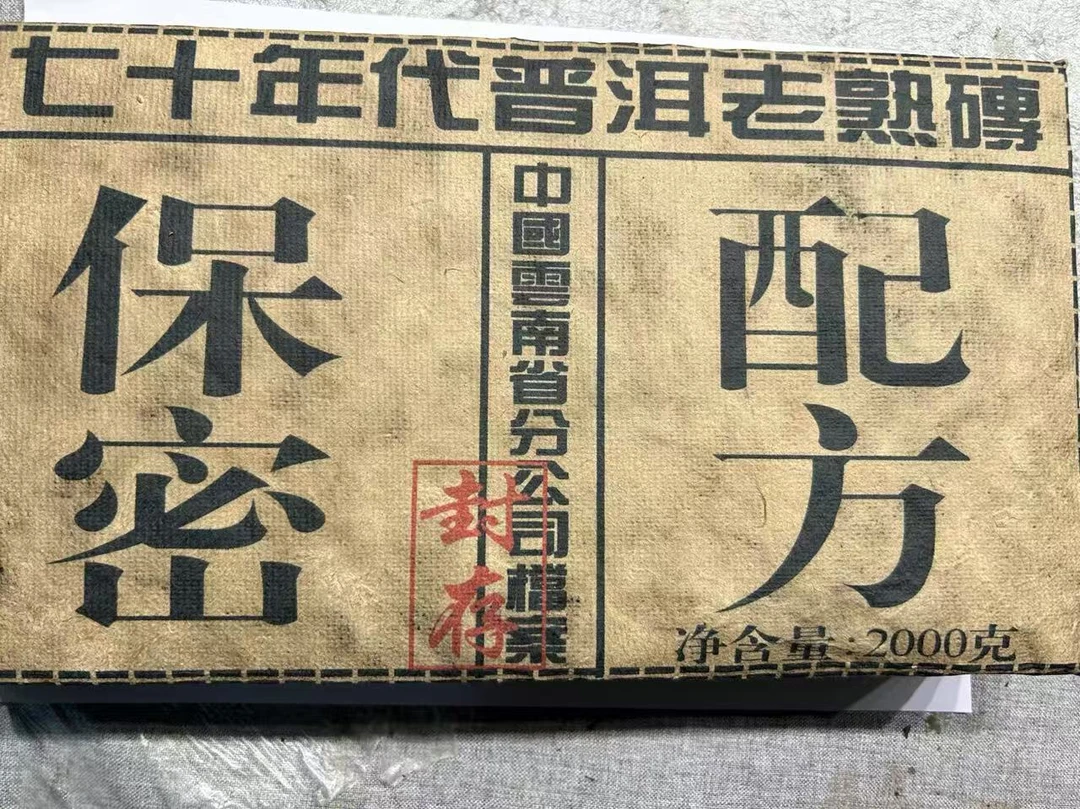 七十年代普洱老熟磚
保密
配方
中國雲南省分公司檔案
封存
净含量:2000克